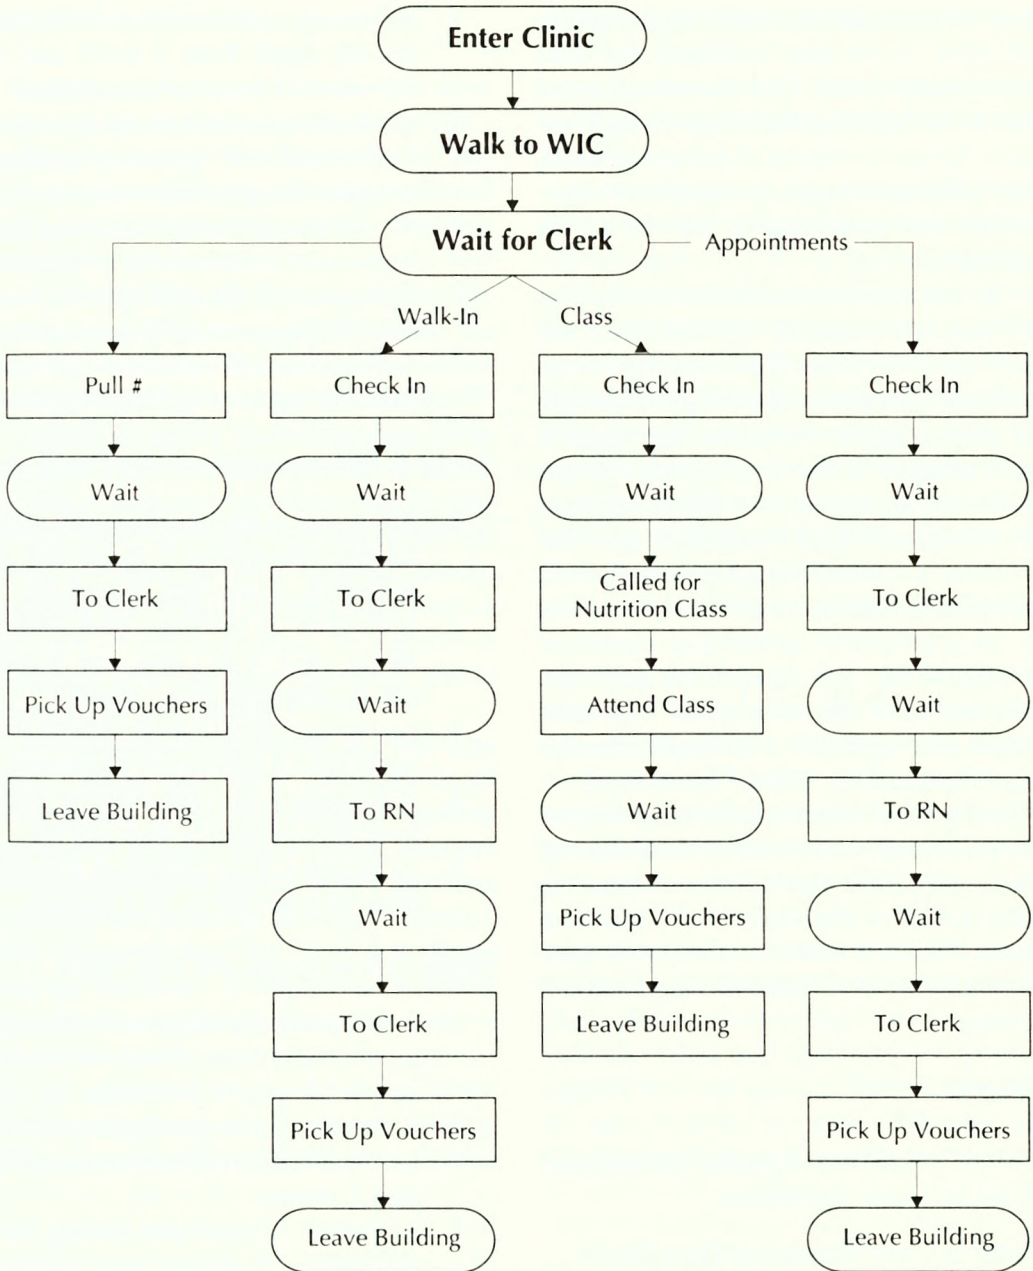 Enter Clinic
Walk to WIC
Wait for Clerk
Appointments
Walk-In
Class
Pull #
Check In
Check In
Check In
Wait
Wait
Wait
Wait
To Clerk
To Clerk
Called for
Nutrition Class
To Clerk
Pick Up Vouchers
Wait
Attend Class
Wait
Leave Building
To RN
Wait
To RN
Wait
Pick Up Vouchers
Wait
To Clerk
Leave Building
To Clerk
Pick Up Vouchers
Pick Up Vouchers
Leave Building
Leave Building